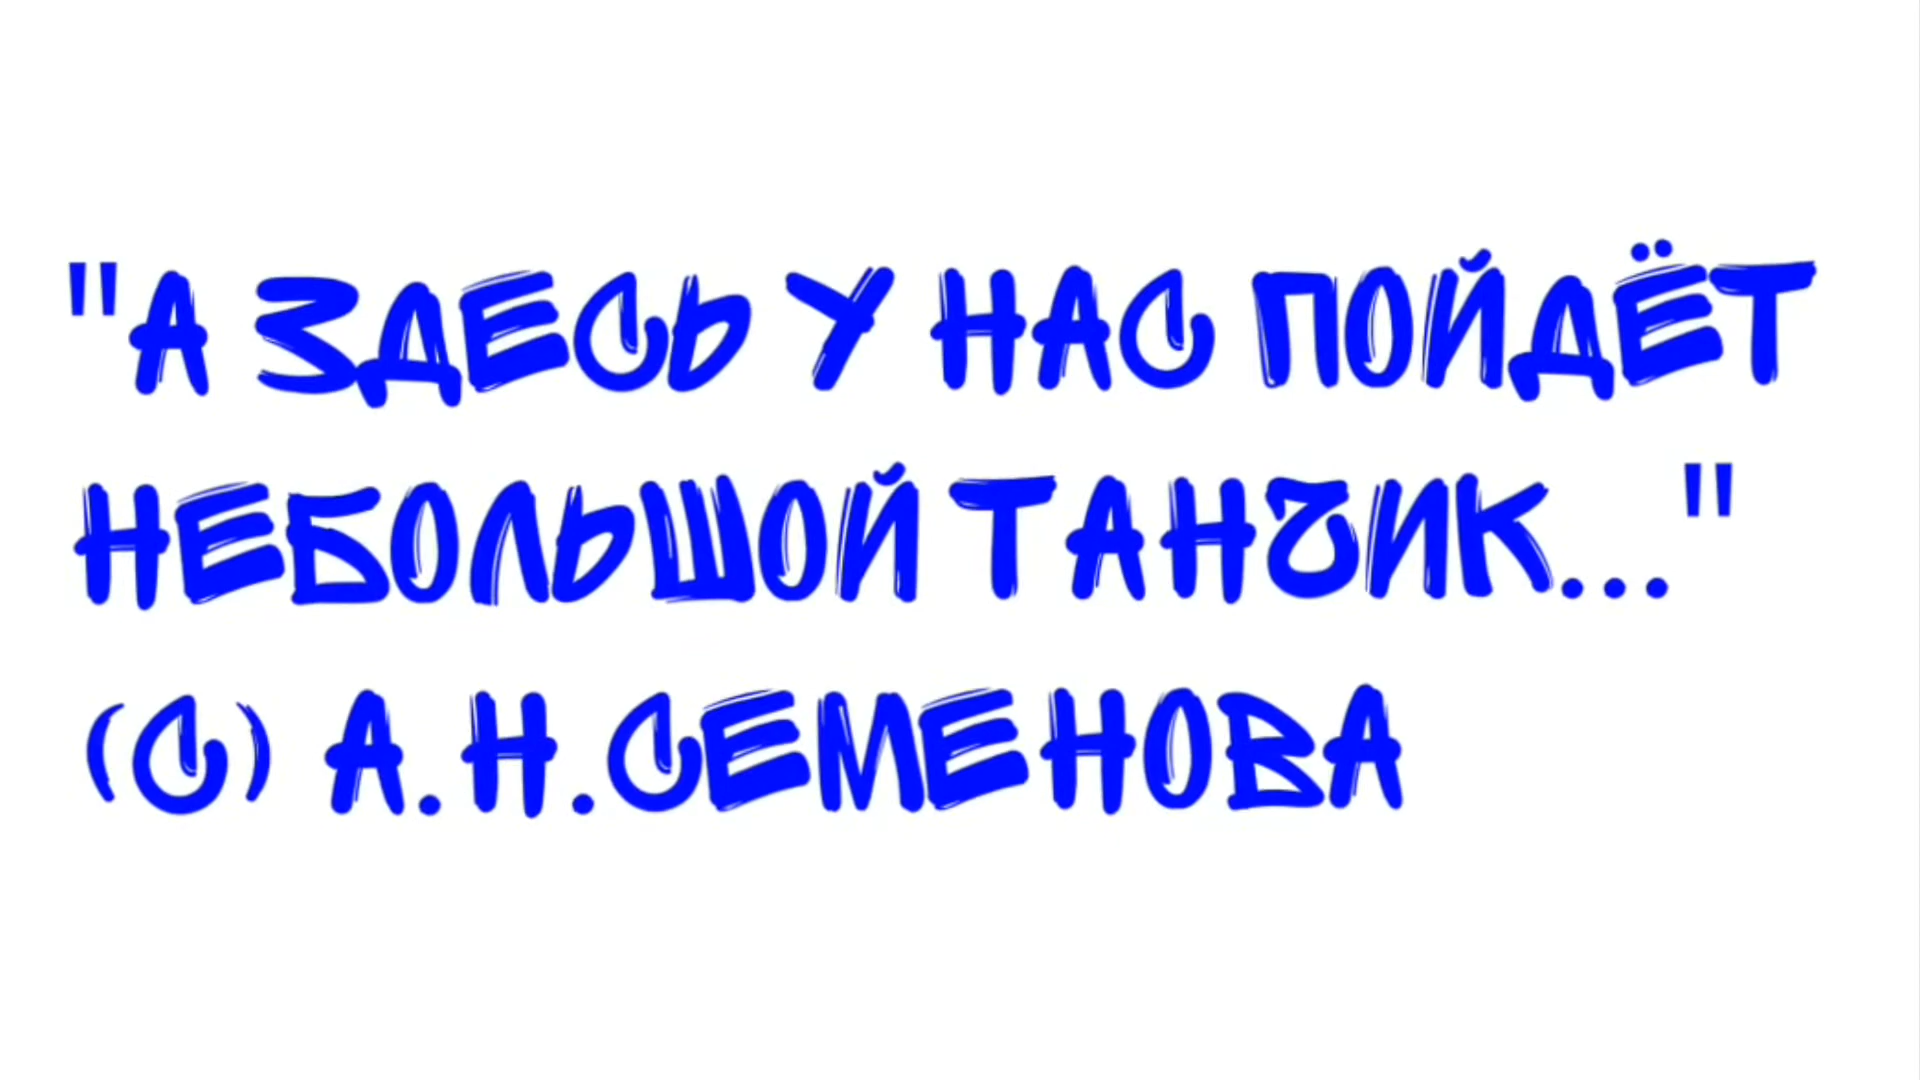 "А ЗДЕСЬ У НАС ПОЙДЁТ
НЕБОЛЬШОЙ ТАНЧИК..."
(С) А.Н.СЕМЕНОВА